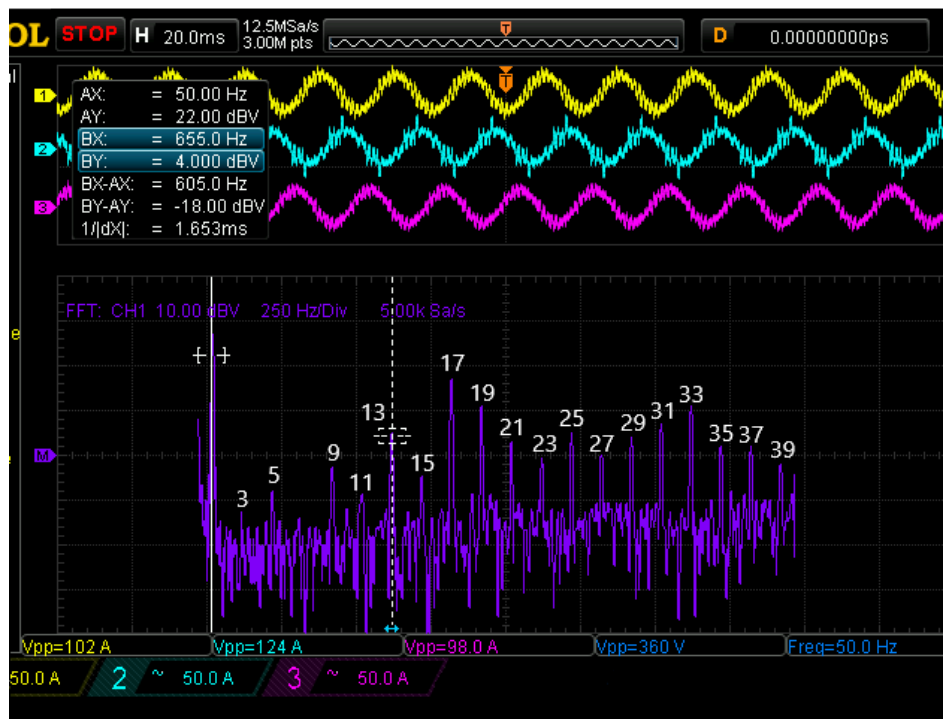 OL STOP H 20.0ms 12.5MSa/s 3.00M pts T D 0.00000000ps
T
1
2
3
AX: = 50.00 Hz
AY: = 22.00 dBV
BX: = 655.0 Hz
BY: = 4.000 dBV
BX-AX: = 605.0 Hz
BY-AY: = -18.00 dBV
1/|dX|: = 1.653ms
FFT: CH1 10.00 dBV 250 Hz/Div 5.00k Sa/s
M
3 5 9 11 13 15 17 19 21 23 25 27 29 31 33 35 37 39
Vpp=102 A Vpp=124 A Vpp=98.0 A Vpp=360 V Freq=50.0 Hz
50.0 A 2 ~ 50.0 A 3 ~ 50.0 A